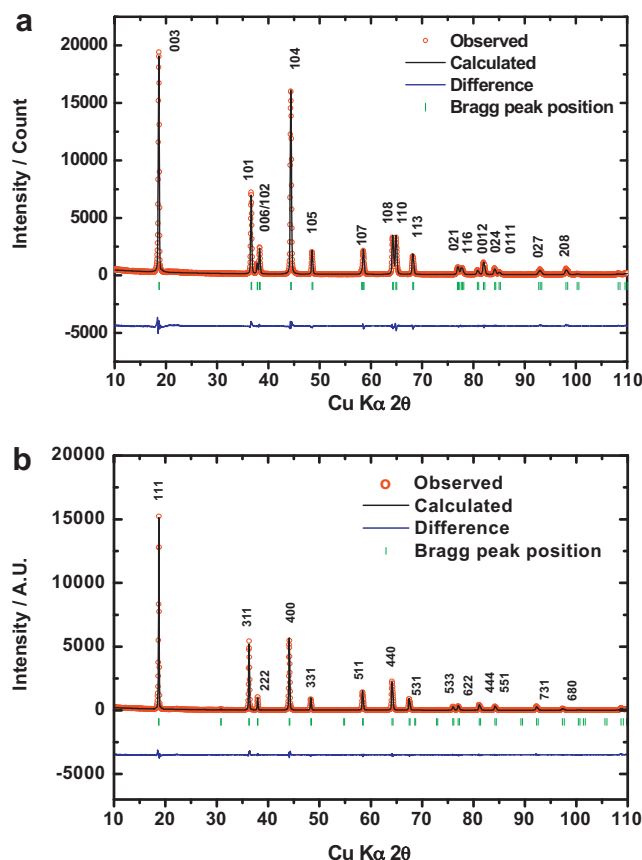 a
20000
15000
10000
5000
0
-5000
Intensity / Count
003
101
006/102
104
105
107
108
110
113
021
116
0012
024
0111
027
208
Observed
Calculated
Difference
Bragg peak position
10 20 30 40 50 60 70 80 90 100 110
Cu Kα 2θ
b
20000
15000
10000
5000
0
-5000
Intensity / A.U.
111
311
222
400
331
511
440
531
533
622
444
551
731
680
Observed
Calculated
Difference
Bragg peak position
10 20 30 40 50 60 70 80 90 100 110
Cu Kα 2θ